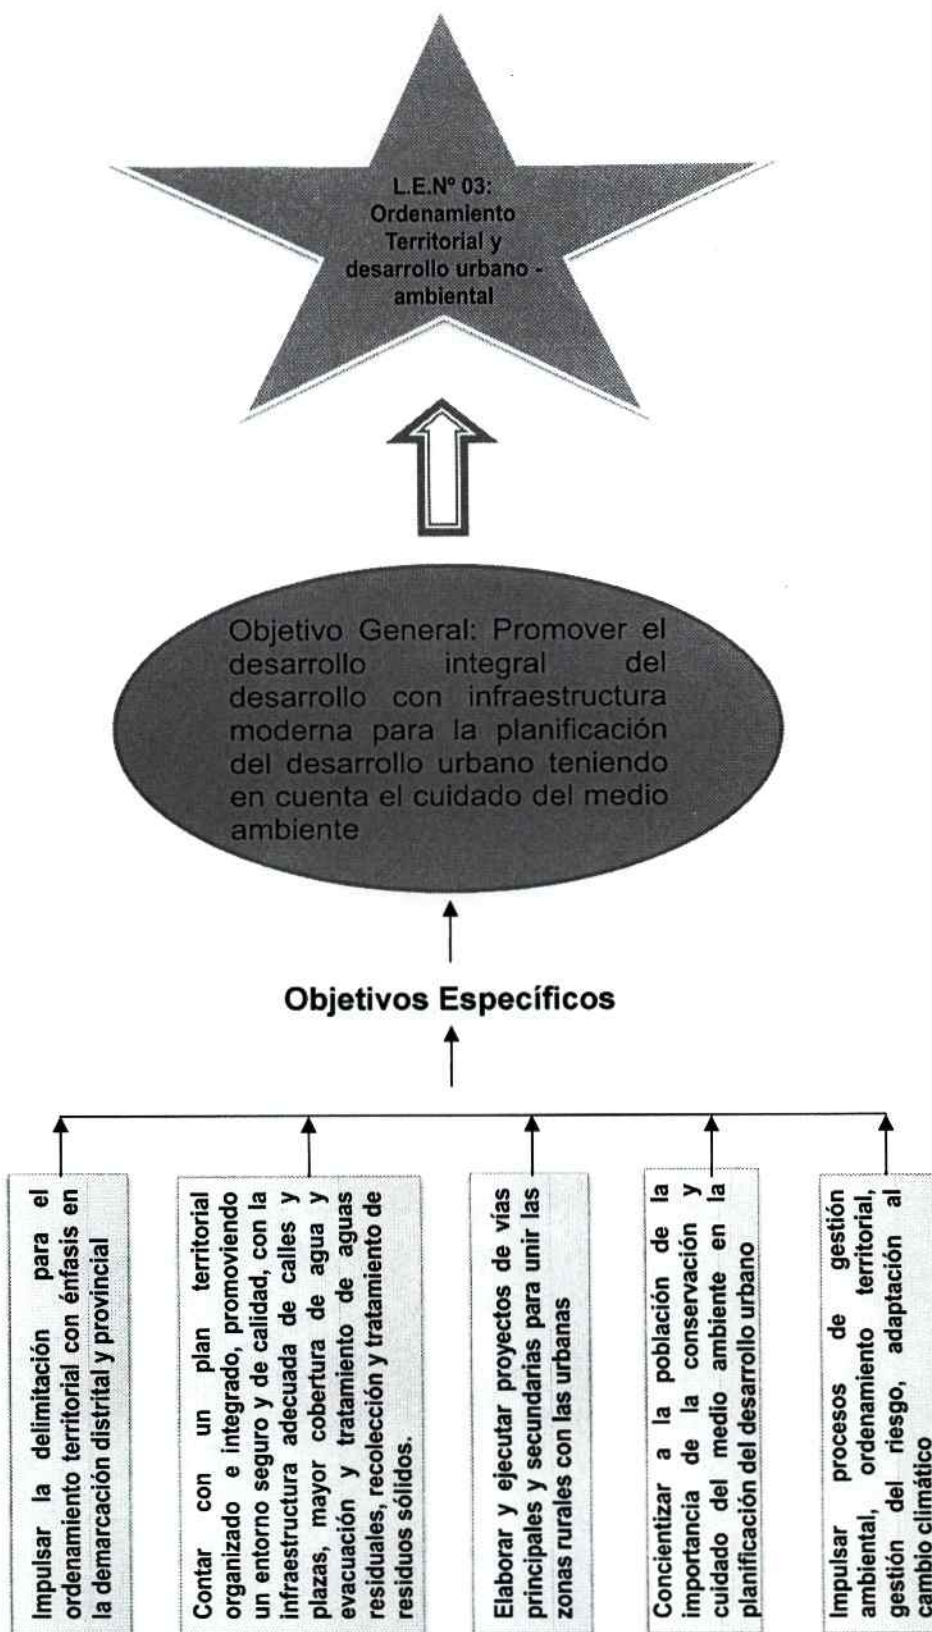 L.E.Nº 03:
Ordenamiento
Territorial y
desarrollo urbano -
ambiental
Objetivo General: Promover el
desarrollo integral del
desarrollo con infraestructura
moderna para la planificación
del desarrollo urbano teniendo
en cuenta el cuidado del medio
ambiente
Objetivos Específicos
Impulsar la delimitación para el
ordenamiento territorial con énfasis en
la demarcación distrital y provincial
Contar con un plan territorial
organizado e integrado, promoviendo
un entorno seguro y de calidad, con la
infraestructura adecuada de calles y
plazas, mayor cobertura de agua y
evacuación y tratamiento de aguas
residuales, recolección y tratamiento de
residuos sólidos.
Elaborar y ejecutar proyectos de vías
principales y secundarias para unir las
zonas rurales con las urbanas
Concientizar a la población de la
importancia de la conservación y
cuidado del medio ambiente en la
planificación del desarrollo urbano
Impulsar procesos de gestión
ambiental, ordenamiento territorial,
gestión del riesgo, adaptación al
cambio climático